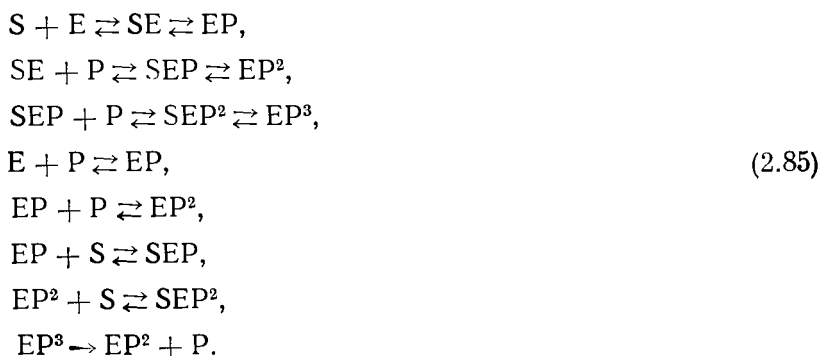 S + E ⇄ SE ⇄ EP,
SE + P ⇄ SEP ⇄ EP²,
SEP + P ⇄ SEP² ⇄ EP³,
E + P ⇄ EP, (2.85)
EP + P ⇄ EP²,
EP + S ⇄ SEP,
EP² + S ⇄ SEP²,
EP³ → EP² + P.